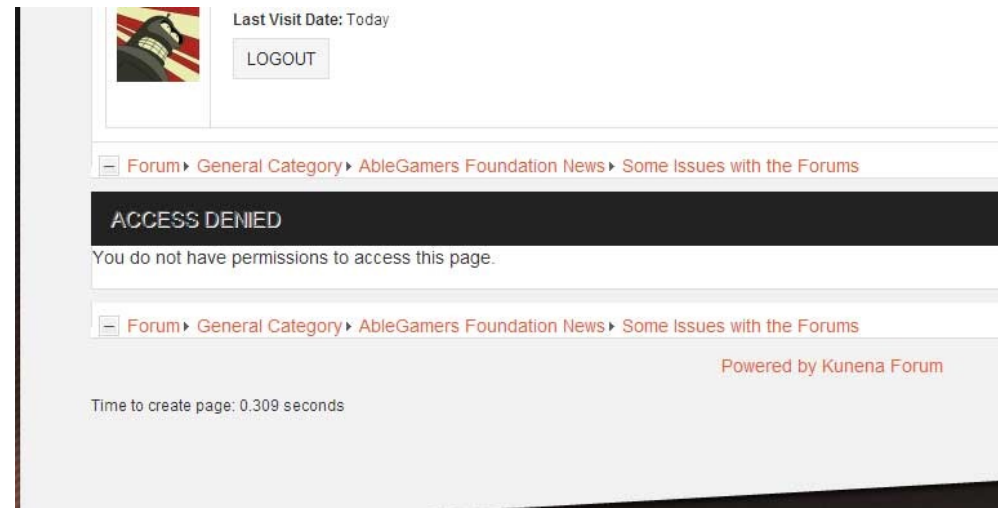 Last Visit Date: Today
LOGOUT
Forum General Category AbleGamers Foundation News Some Issues with the Forums
ACCESS DENIED
You do not have permissions to access this page.
Forum General Category AbleGamers Foundation News Some Issues with the Forums
Powered by Kunena Forum
Time to create page: 0.309 seconds